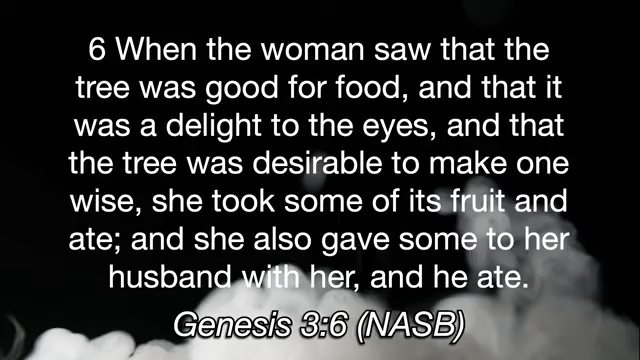 6 When the woman saw that the
tree was good for food, and that it
was a delight to the eyes, and that
the tree was desirable to make one
wise, she took some of its fruit and
ate; and she also gave some to her
husband with her, and he ate.
Genesis 3:6 (NASB)